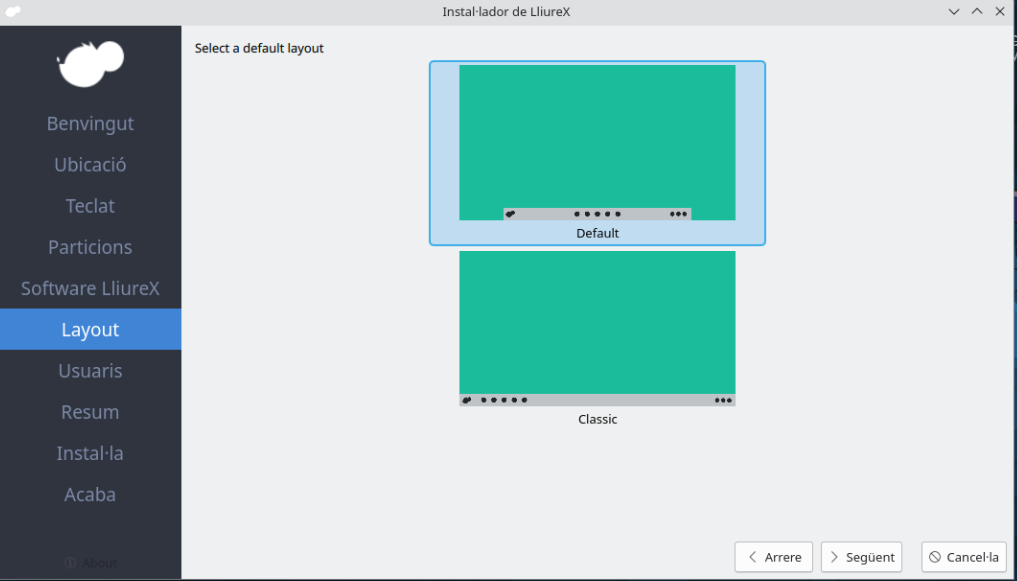 Instal·lador de LliureX
Benvingut
Ubicació
Teclat
Particions
Software LliureX
Layout
Usuaris
Resum
Instal·la
Acaba
About
Select a default layout
Default
Classic
Arrere
Següent
Cancel·la